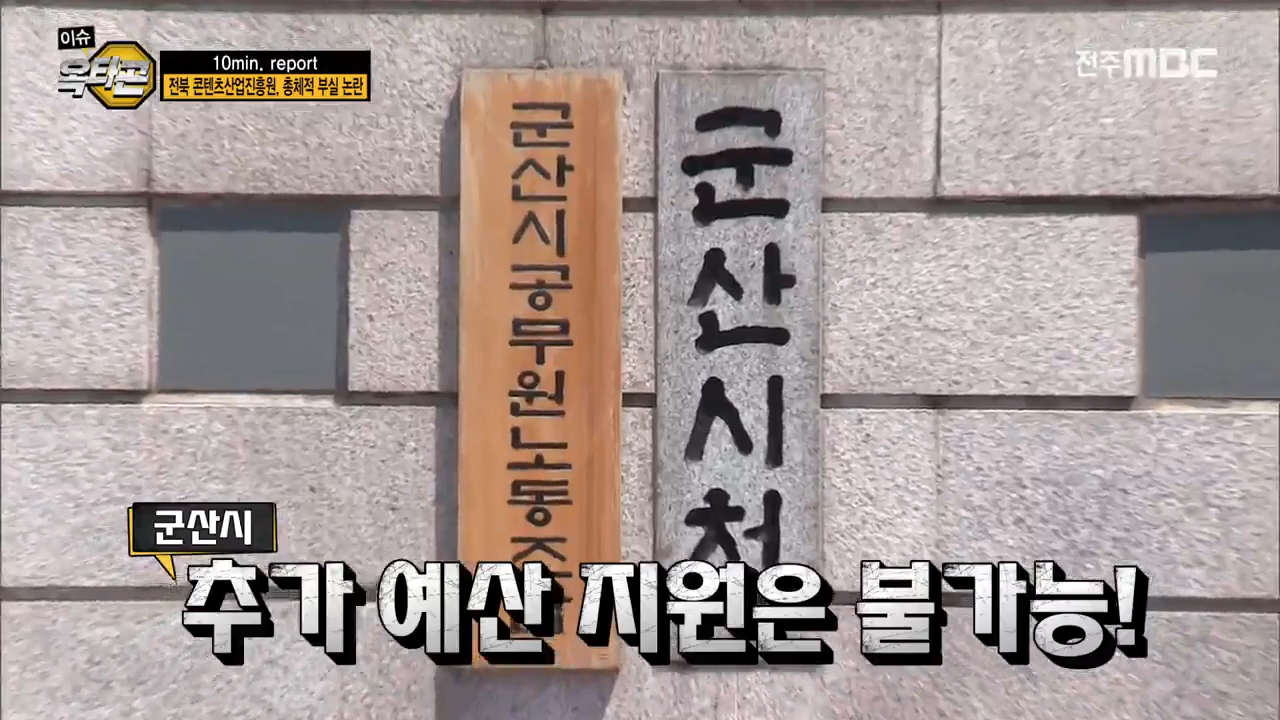 이슈
옥타곤
10min. report
전북 콘텐츠산업진흥원, 총체적 부실 논란
전주MBC
군산시공무원노동조
군산시청
군산시
추가 예산 지원은 불가능!